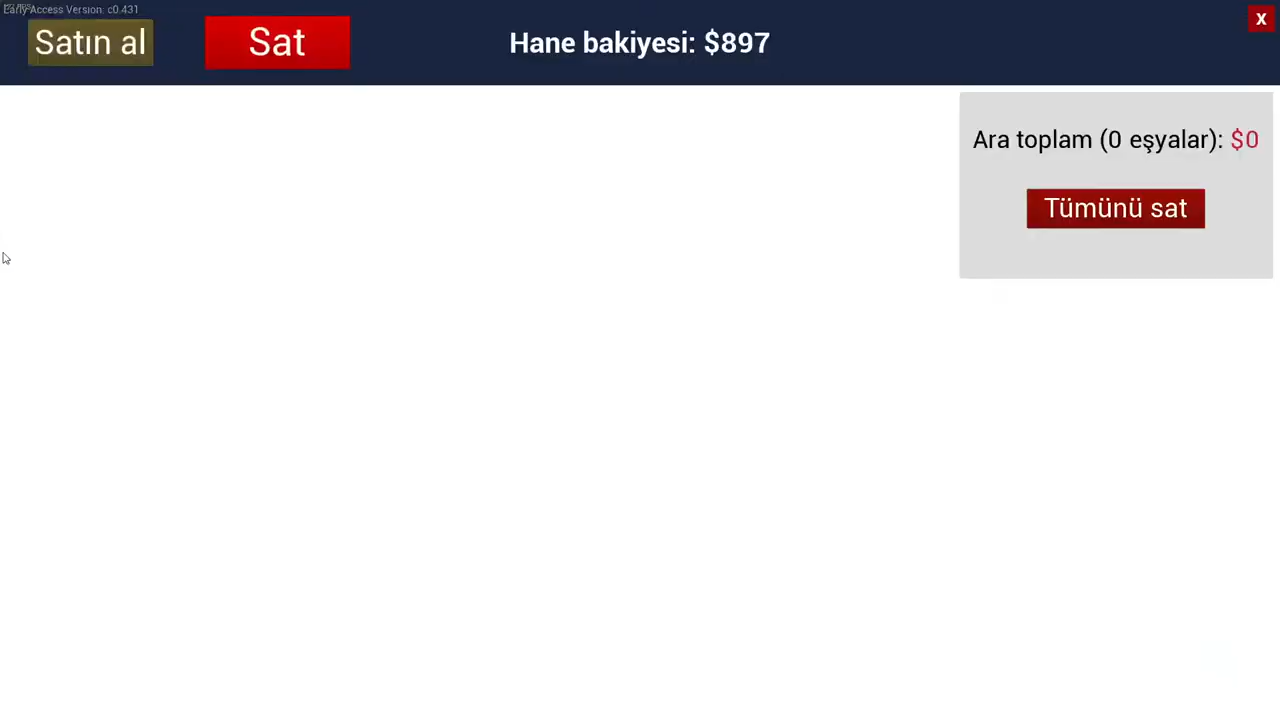 Early Access Version: c0.431
Satın al
Sat
Hane bakiyesi: $897
X
Ara toplam (0 eşyalar): $0
Tümünü sat